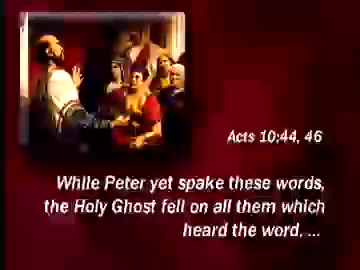 Acts 10:44, 46
While Peter yet spake these words,
the Holy Ghost fell on all them which
heard the word, ...